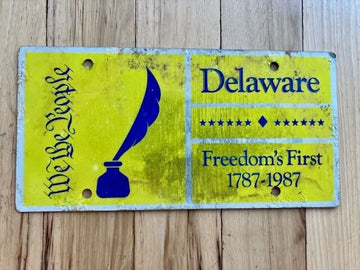 We the People
Delaware
Freedom's First
1787-1987